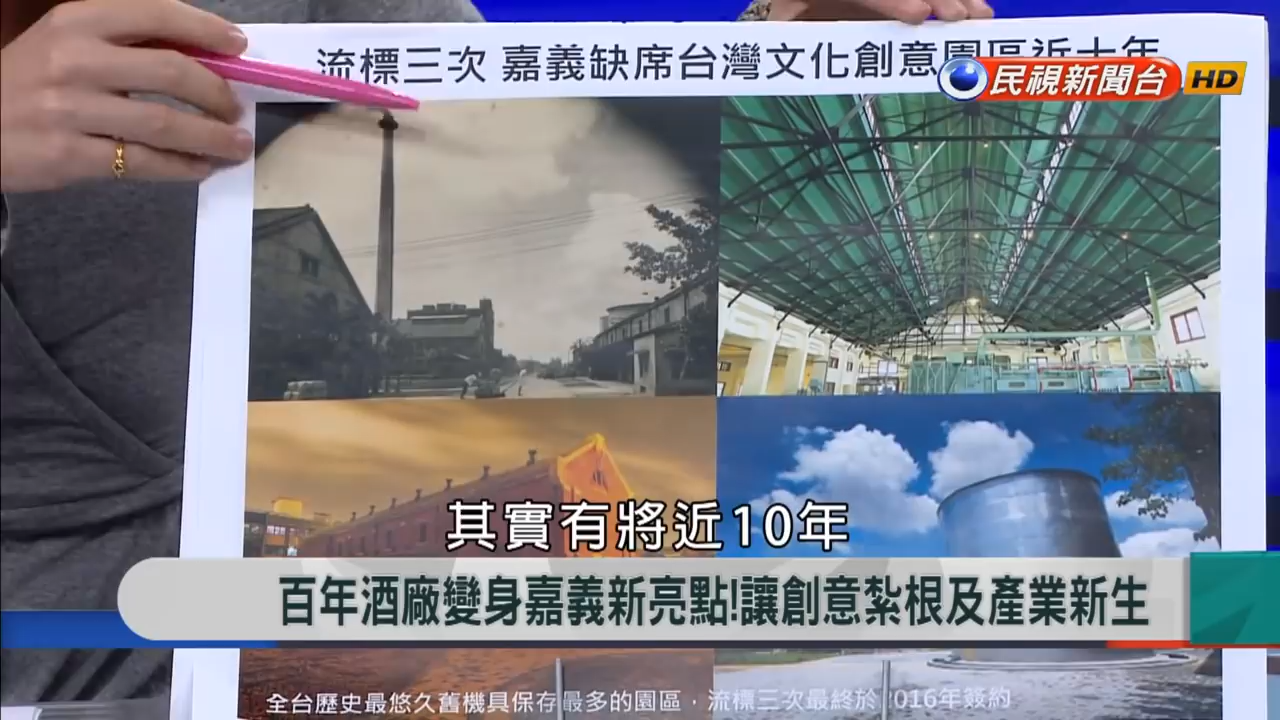 流標三次 嘉義缺席台灣文化創意園區近十年
民視新聞台 HD
其實有將近10年
百年酒廠變身嘉義新亮點!讓創意紮根及產業新生
全台歷史最悠久舊機具保存最多的園區，流標三次最終於2016年簽約